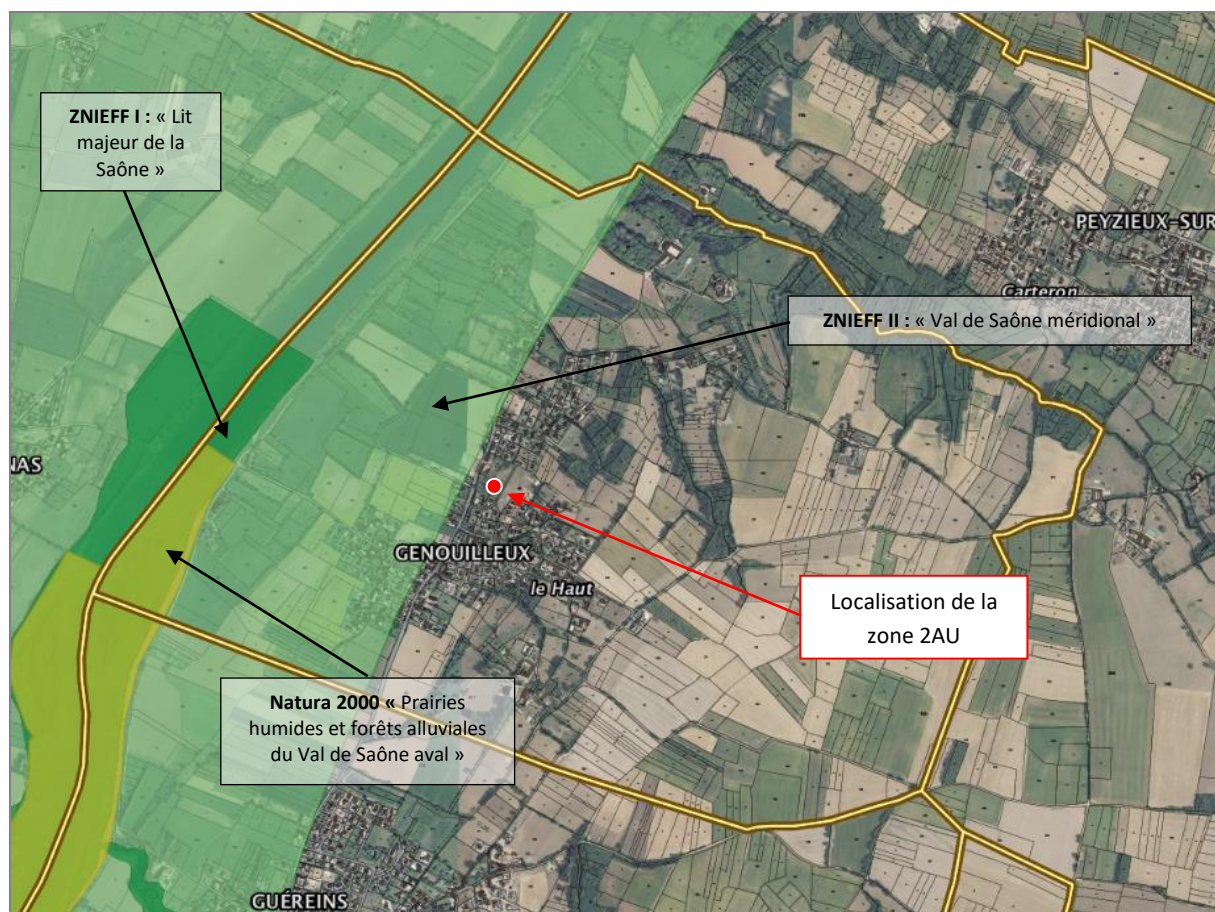 ZNIEFF I : « Lit
majeur de la
Saône »
PEYZIEUX-SUR
Carteron
ZNIEFF II : « Val de Saône méridional »
NAS
GENOUILLEUX
le Haut
Localisation de la
zone 2AU
Natura 2000 « Prairies
humides et forêts alluviales
du Val de Saône aval »
GUÉREINS